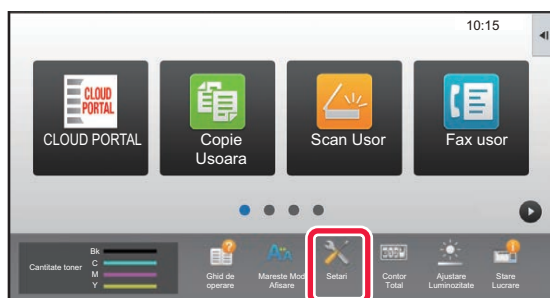 10:15
CLOUD
PORTAL
CLOUD PORTAL
Copie
Usoara
Scan Usor
Fax usor
Cantitate toner
Bk
C
M
Y
Ghid de
operare
Mareste Mod
Afisare
Setari
Contor
Total
Ajustare
Luminozitate
Stare
Lucrare